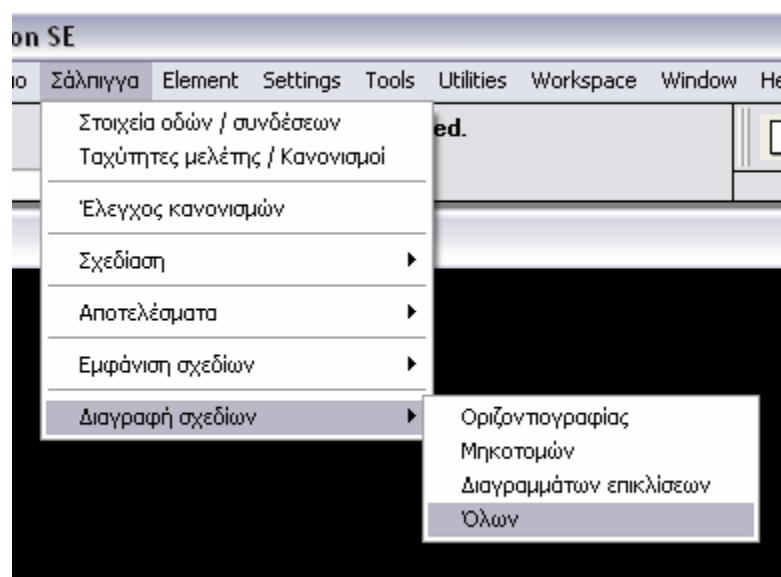 on SE
Σάλπιγγα Element Settings Tools Utilities Workspace Window He
Στοιχεία οδών / συνδέσεων
ed.
Ταχύτητες μελέτης / Κανονισμοί
Έλεγχος κανονισμών
Σχεδίαση
Αποτελέσματα
Εμφάνιση σχεδίων
Διαγραφή σχεδίων
Οριζοντιογραφίας
Μηκοτομών
Διαγραμμάτων επικλίσεων
Όλων